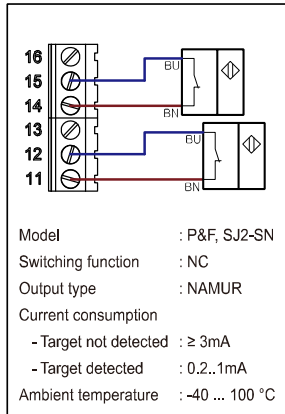 16
15
14
13
12
11
BU
BN
BU
BN
Model : P&F, SJ2-SN
Switching function : NC
Output type : NAMUR
Current consumption
- Target not detected : ≥ 3mA
- Target detected : 0.2..1mA
Ambient temperature : -40 ... 100 °C